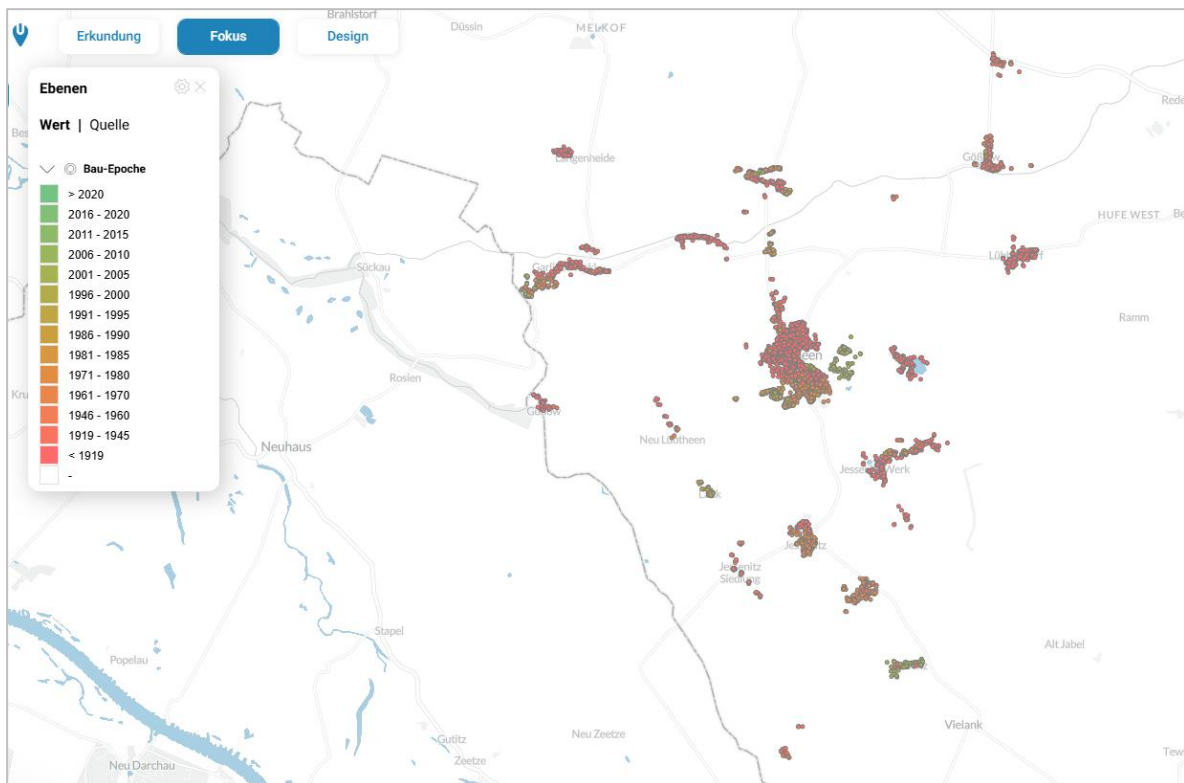 Brahlstorf
Düssin
MELKOF
Erkundung
Fokus
Design
Ebenen
Wert | Quelle
Bau-Epoche
> 2020
2016 - 2020
2011 - 2015
2006 - 2010
2001 - 2005
1996 - 2000
1991 - 1995
1986 - 1990
1981 - 1985
1971 - 1980
1961 - 1970
1946 - 1960
1919 - 1945
< 1919
-
Langenheide
HUFE WEST
Sückau
Ramm
Rosien
Neuhaus
Neu Lübtheen
Jessenitz
Siedlung
Stapel
Alt Jabel
Popelau
Vielank
Gutitz
Neu Zeetze
Zeetze
Neu Darchau